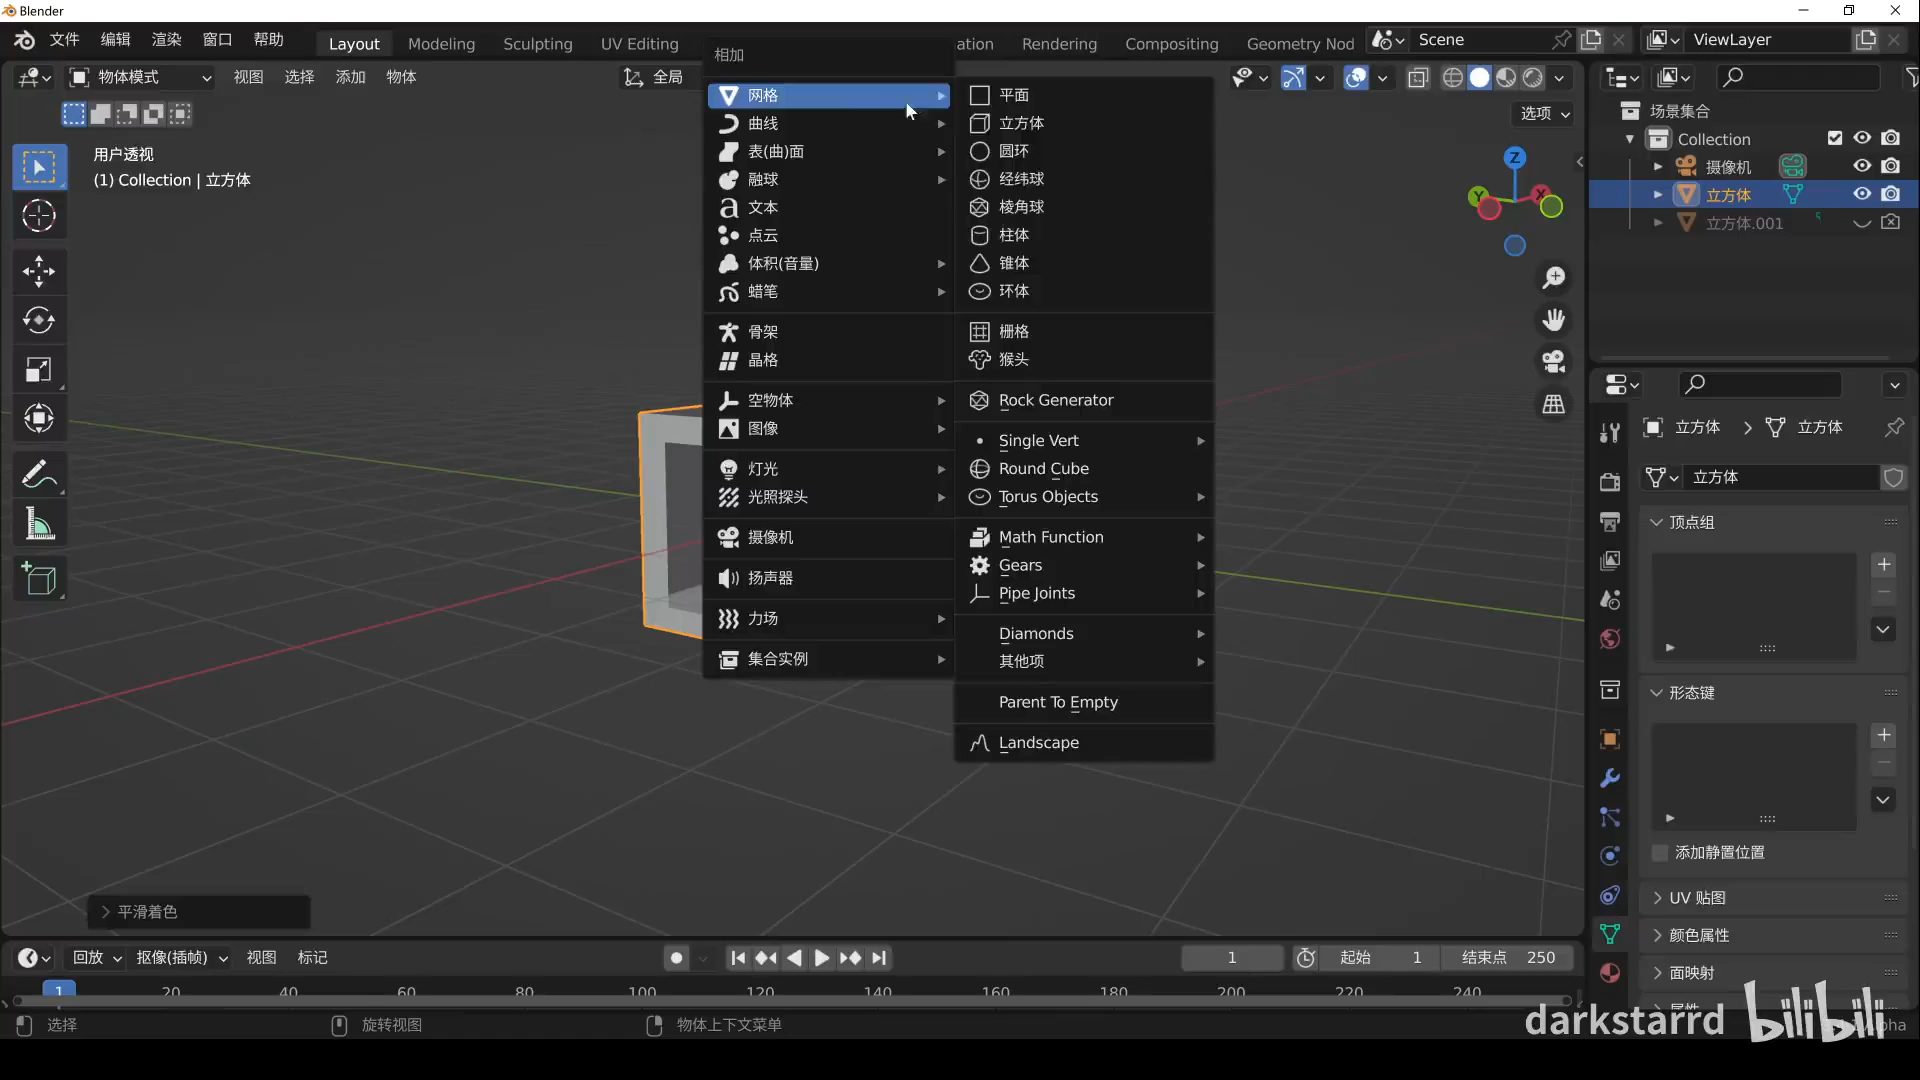 Blender
文件 编辑 渲染 窗口 帮助 Layout Modeling Sculpting UV Editing ation Rendering Compositing Geometry Nod Scene ViewLayer
物体模式 视图 选择 添加 物体 全局
选项
用户透视
(1) Collection | 立方体
相加
网格
曲线
表(曲)面
融球
文本
点云
体积(音量)
蜡笔
骨架
晶格
空物体
图像
灯光
光照探头
摄像机
扬声器
力场
集合实例
平面
立方体
圆环
经纬球
棱角球
柱体
锥体
环体
栅格
猴头
Rock Generator
Single Vert
Round Cube
Torus Objects
Math Function
Gears
Pipe Joints
Diamonds
其他项
Parent To Empty
Landscape
Z
Y
X
场景集合
Collection
摄像机
立方体
立方体.001
立方体 立方体
立方体
顶点组
形态键
添加静置位置
UV 贴图
颜色属性
面映射
平滑着色
回放 抠像(插帧) 视图 标记 1 起始 1 结束点 250
1 20 40 60 80 100 120 140 160 180 200 220 240
选择 旋转视图 物体上下文菜单
darkstarrd bilibili